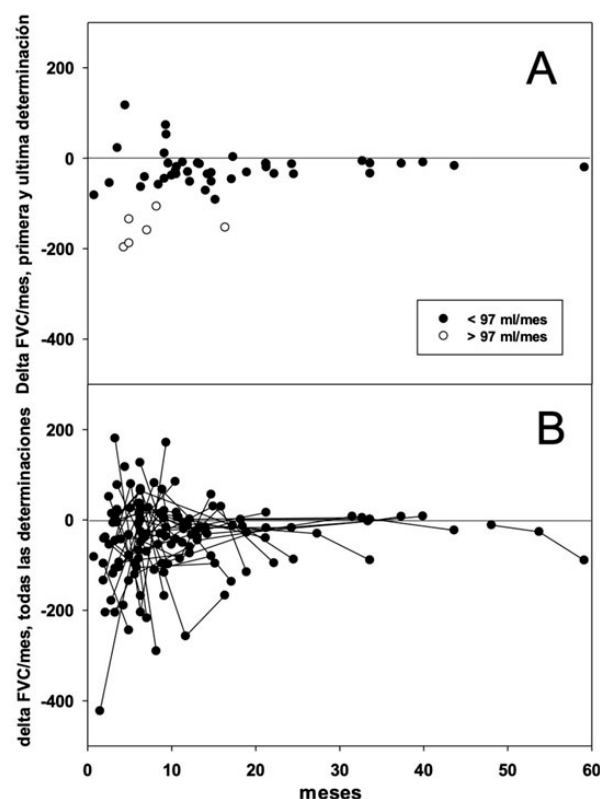 Delta FVC/mes, primera y ultima determinación
200
0
-200
-400
A
< 97 ml/mes
> 97 ml/mes
delta FVC/mes, todas las determinaciones
200
0
-200
-400
B
0 10 20 30 40 50 60
meses